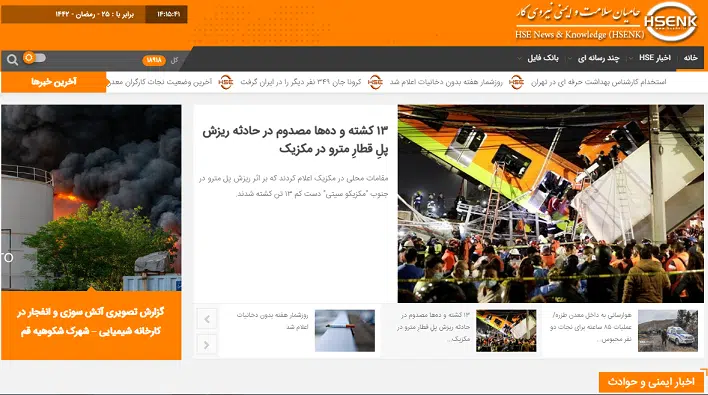 حامیان سلامت و ایمنی نیروی کار
HSE News & Knowledge (HSENK)
HSENK
۱۴:۱۵:۴۱
برابر با : ۲۵ - رمضان - ۱۴۴۲
خانه
اخبار HSE
چند رسانه ای
بانک فایل
کل ۱۸۹۱۸
آخرین خبرها
استخدام کارشناس بهداشت حرفه ای در تهران
روزشمار هفته بدون دخانیات اعلام شد
کرونا جان ۳۴۹ نفر دیگر را در ایران گرفت
آخرین وضعیت نجات کارگران معدن
۱۳ کشته و ده‌ها مصدوم در حادثه ریزش
پلِ قطارِ مترو در مکزیک
مقامات محلی در مکزیک اعلام کردند که بر اثر ریزش پل مترو در
جنوب "مکزیکو سیتی" دست کم ۱۳ تن کشته شدند.
گزارش تصویری آتش سوزی و انفجار در
کارخانه شیمیایی – شهرک شکوهیه قم
هوارسانی به داخل معدن طزره/
عملیات ۸۵ ساعته برای نجات دو
نفر محبوس...
۱۳ کشته و ده‌ها مصدوم در
حادثه ریزش پلِ قطارِ مترو در
مکزیک...
روزشمار هفته بدون دخانیات
اعلام شد
اخبار ایمنی و حوادث